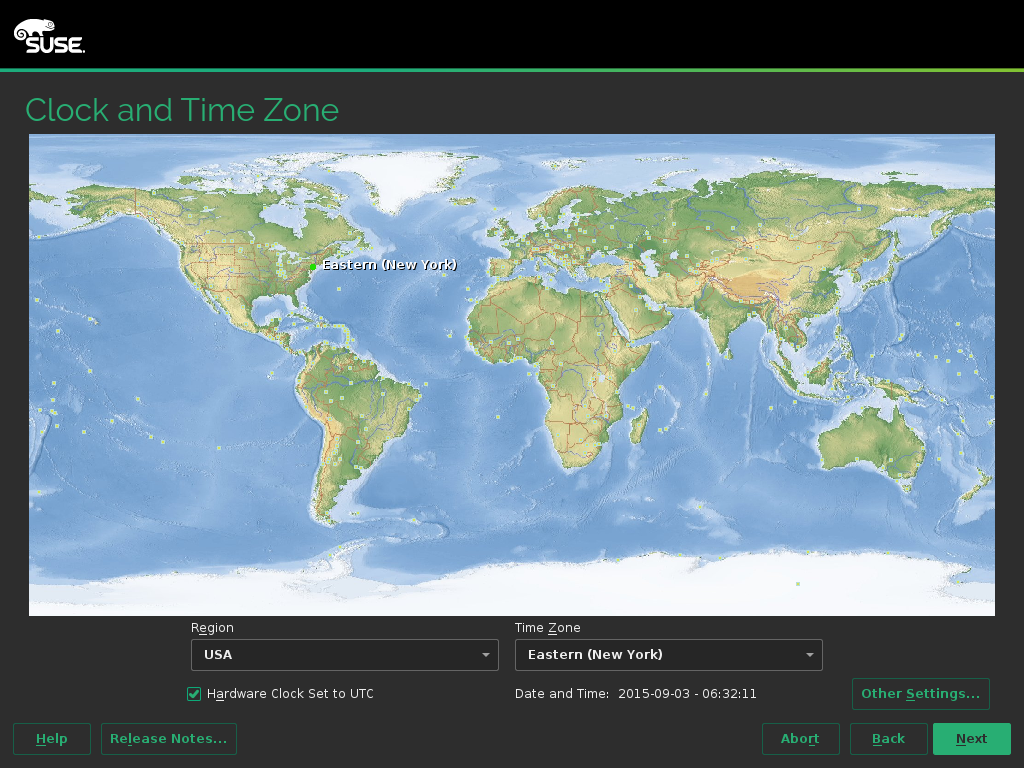 SUSE.
Clock and Time Zone
Eastern (New York)
Region
Time Zone
USA
Eastern (New York)
Hardware Clock Set to UTC
Date and Time: 2015-09-03 - 06:32:11
Other Settings...
Help
Release Notes...
Abort
Back
Next